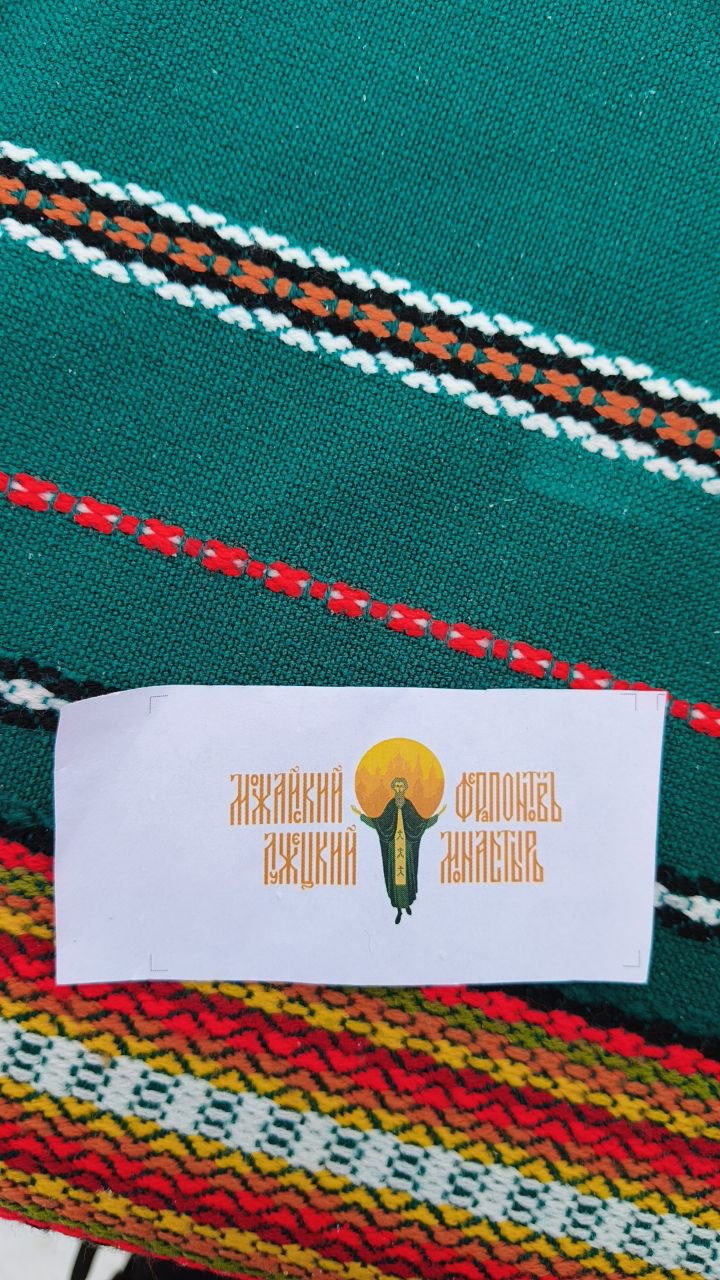 МОЖАЙСКИЙ ФЕРАПОНТОВЪ
ЛУЖЕЦКИЙ МОНАСТЫРЬ